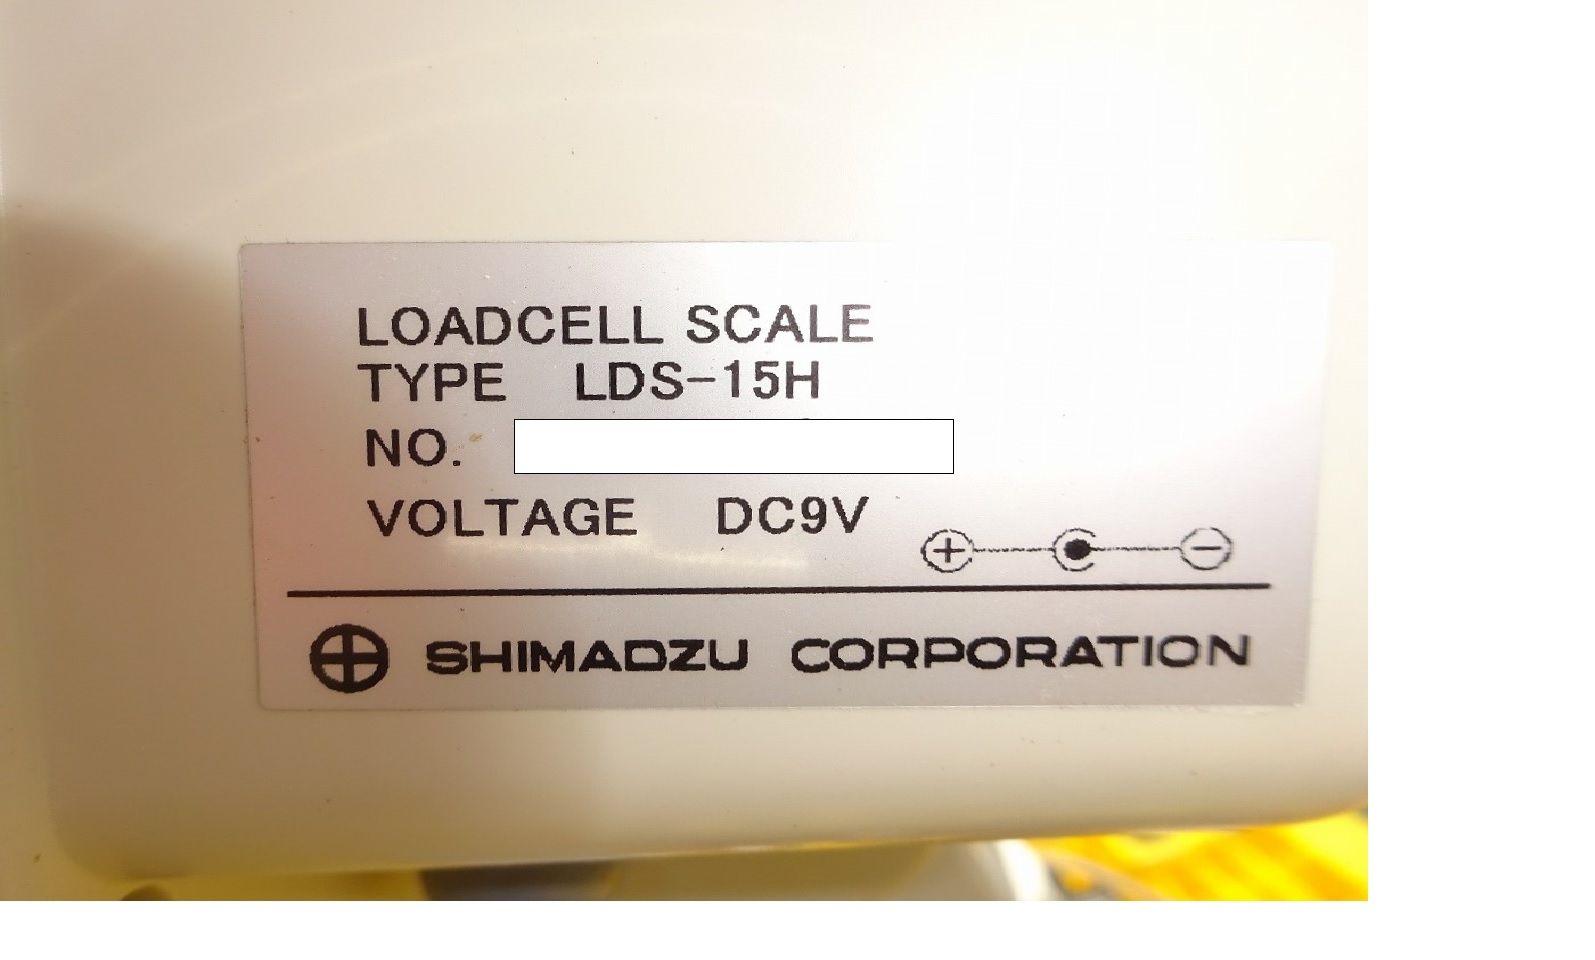 LOADCELL SCALE
TYPE LDS-15H
NO.
VOLTAGE DC9V
SHIMADZU CORPORATION